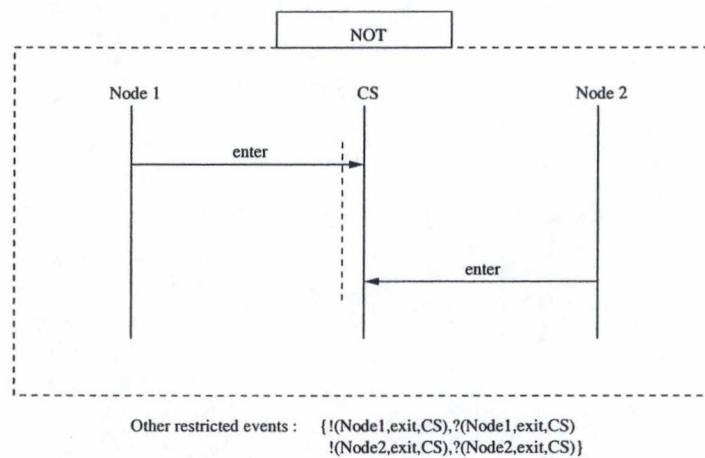 NOT
Node 1 CS Node 2
enter
enter
Other restricted events : {!(Node1,exit,CS),?(Node1,exit,CS)
!(Node2,exit,CS),?(Node2,exit,CS)}